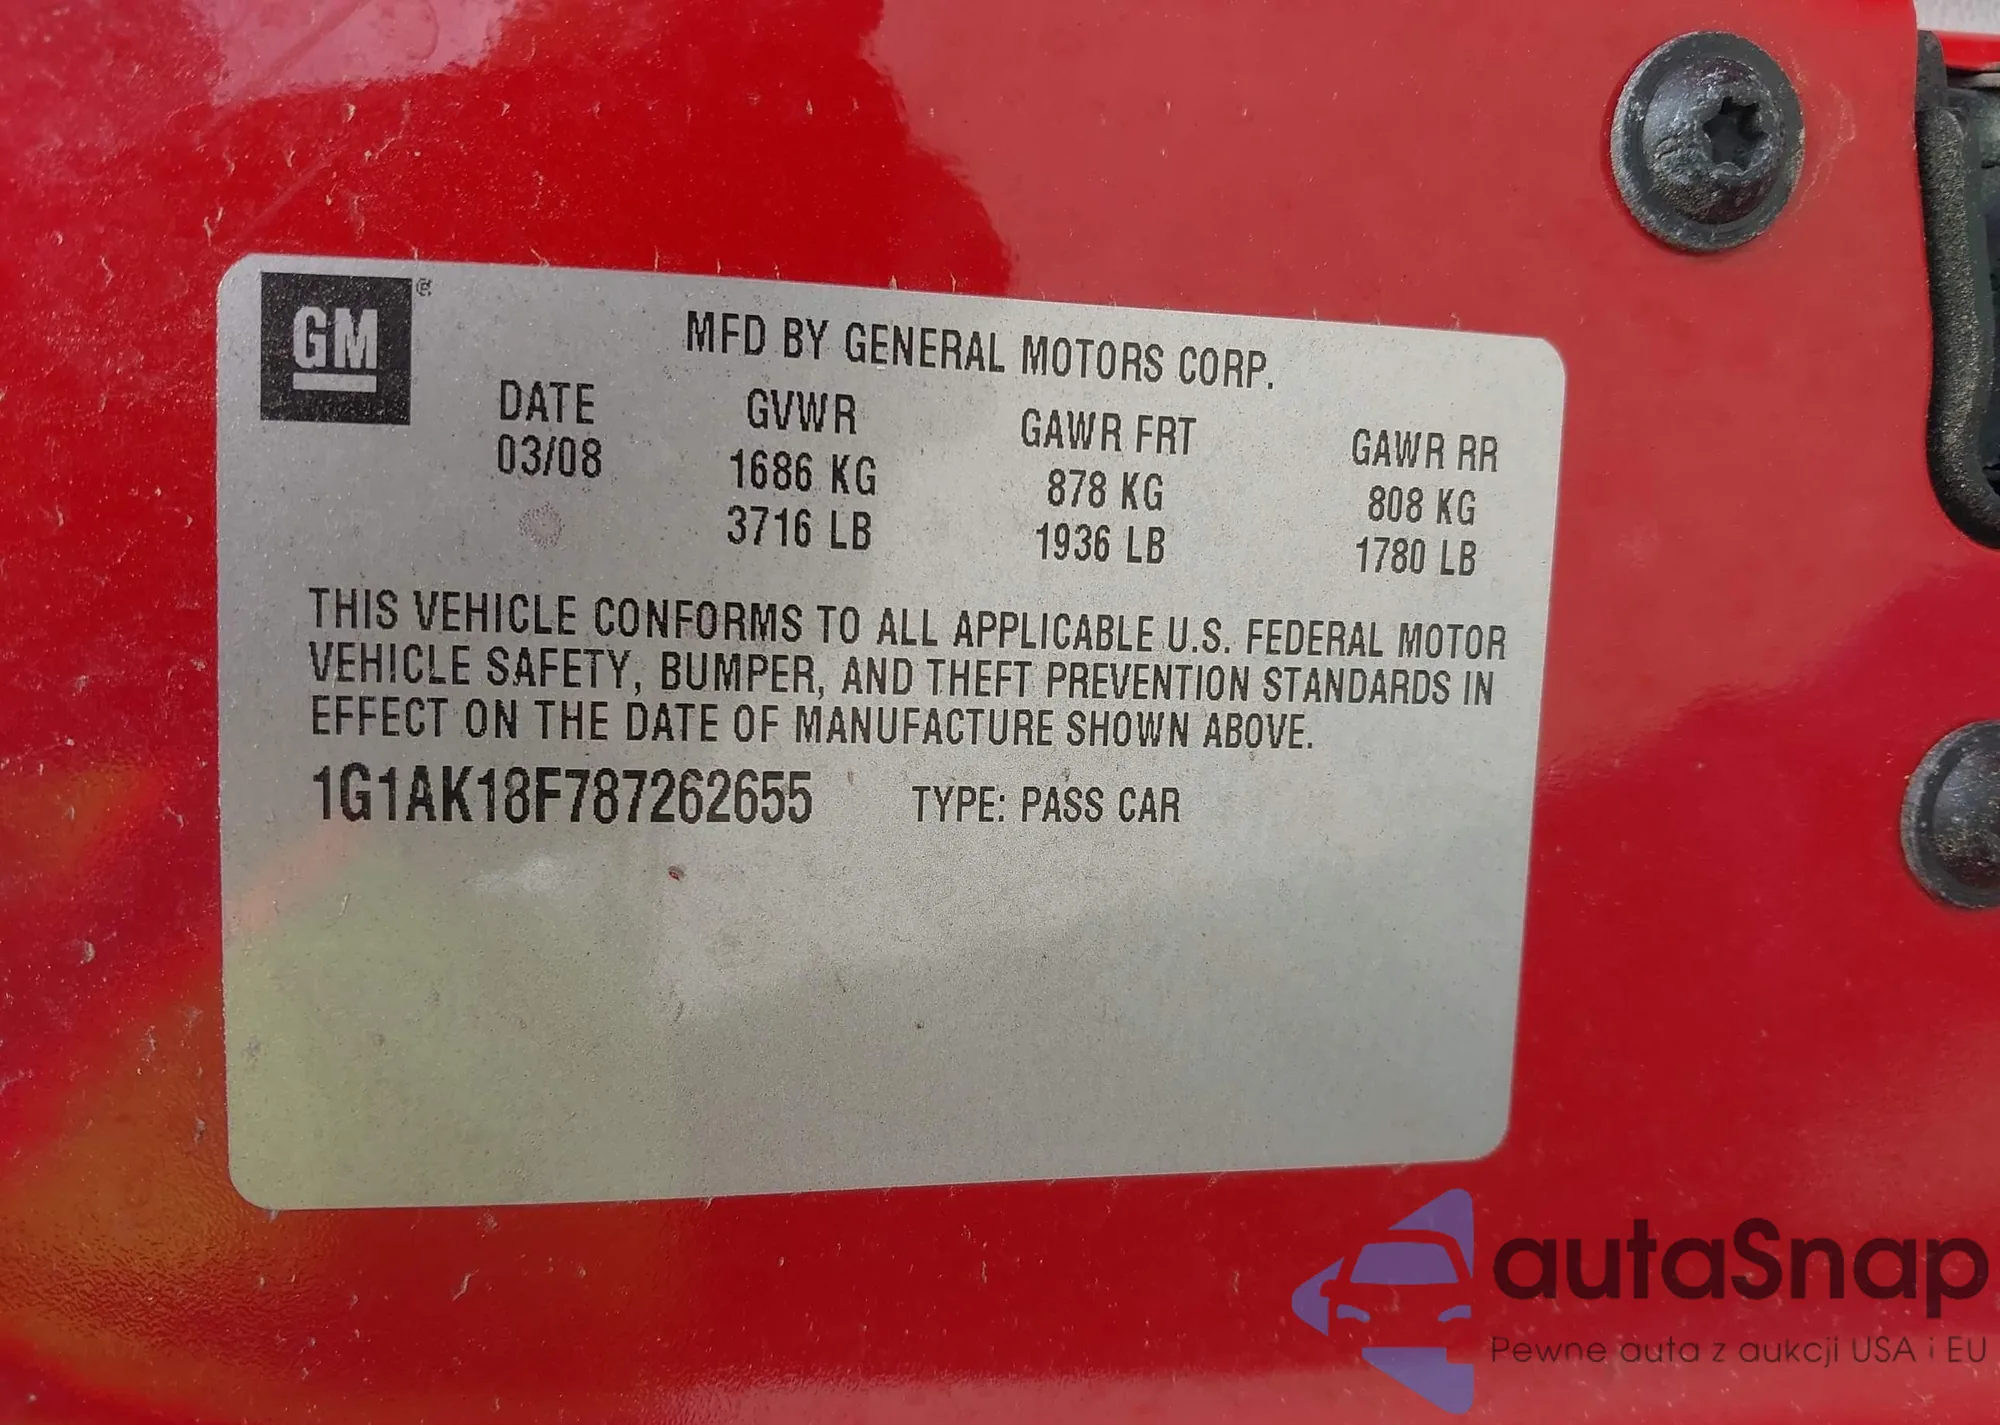 GM
MFD BY GENERAL MOTORS CORP.
DATE GVWR GAWR FRT GAWR RR
03/08 1686 KG 878 KG 808 KG
3716 LB 1936 LB 1780 LB
THIS VEHICLE CONFORMS TO ALL APPLICABLE U.S. FEDERAL MOTOR
VEHICLE SAFETY, BUMPER, AND THEFT PREVENTION STANDARDS IN
EFFECT ON THE DATE OF MANUFACTURE SHOWN ABOVE.
1G1AK18F787262655 TYPE: PASS CAR
autaSnap
Pewne auta z aukcji USA i EU